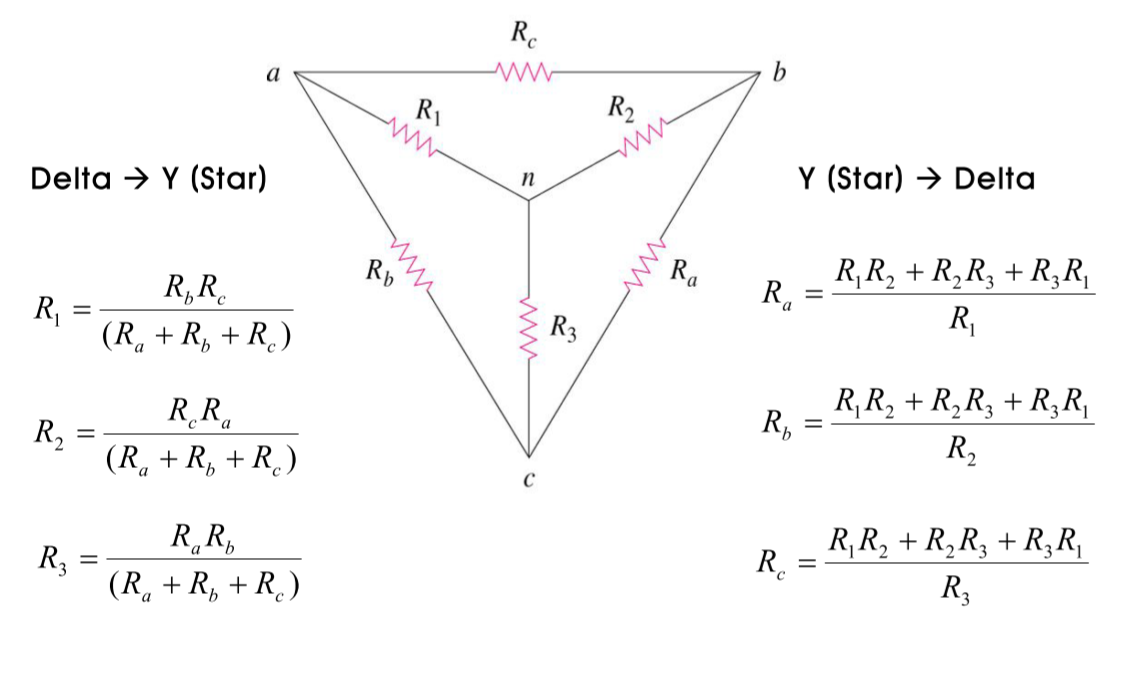 R_c
a
b
R_1
R_2
Delta → Y (Star)
n
Y (Star) → Delta
R_b
R_a
R_3
c
R_1 = R_b R_c / (R_a + R_b + R_c)
R_2 = R_c R_a / (R_a + R_b + R_c)
R_3 = R_a R_b / (R_a + R_b + R_c)
R_a = R_1 R_2 + R_2 R_3 + R_3 R_1 / R_1
R_b = R_1 R_2 + R_2 R_3 + R_3 R_1 / R_2
R_c = R_1 R_2 + R_2 R_3 + R_3 R_1 / R_3